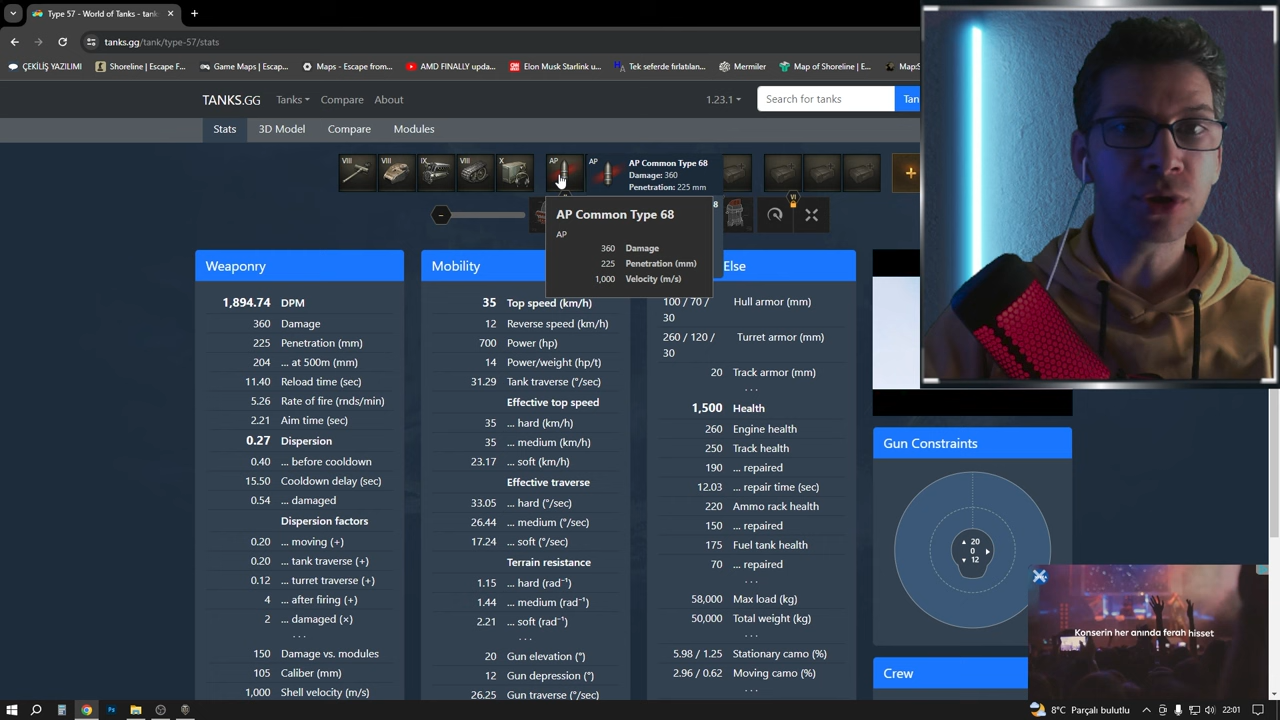 Type 57 - World of Tanks - tank
tanks.gg/tank/type-57/stats
ÇEKİLİŞ YAZILIMI
Shoreline | Escape F...
Game Maps | Escap...
Maps - Escape from...
AMD FINALLY upda...
Elon Musk Starlink u...
Tek seferde fırlatılan...
Mermiler
Map of Shoreline | E...
TANKS.GG
Tanks
Compare
About
1.23.1
Search for tanks
Tan
Stats
3D Model
Compare
Modules
VIII
VIII
IX
VIII
X
AP
AP
AP Common Type 68
Damage: 360
Penetration: 225 mm
VI
8
AP Common Type 68
AP
360 Damage
225 Penetration (mm)
1,000 Velocity (m/s)
Weaponry
1,894.74 DPM
360 Damage
225 Penetration (mm)
204 ... at 500m (mm)
11.40 Reload time (sec)
5.26 Rate of fire (rnds/min)
2.21 Aim time (sec)
0.27 Dispersion
0.40 ... before cooldown
15.50 Cooldown delay (sec)
0.54 ... damaged
Dispersion factors
0.20 ... moving (+)
0.20 ... tank traverse (+)
0.12 ... turret traverse (+)
4 ... after firing (+)
2 ... damaged (×)
...
150 Damage vs. modules
105 Caliber (mm)
1,000 Shell velocity (m/s)
Mobility
35 Top speed (km/h)
12 Reverse speed (km/h)
700 Power (hp)
14 Power/weight (hp/t)
31.29 Tank traverse (°/sec)
Effective top speed
35 ... hard (km/h)
35 ... medium (km/h)
23.17 ... soft (km/h)
Effective traverse
33.05 ... hard (°/sec)
26.44 ... medium (°/sec)
17.24 ... soft (°/sec)
Terrain resistance
1.15 ... hard (rad⁻¹)
1.44 ... medium (rad⁻¹)
2.21 ... soft (rad⁻¹)
...
20 Gun elevation (°)
12 Gun depression (°)
26.25 Gun traverse (°/sec)
Else
100 / 70 / 30 Hull armor (mm)
260 / 120 / 30 Turret armor (mm)
20 Track armor (mm)
...
1,500 Health
260 Engine health
250 Track health
190 ... repaired
12.03 ... repair time (sec)
220 Ammo rack health
150 ... repaired
175 Fuel tank health
70 ... repaired
...
58,000 Max load (kg)
50,000 Total weight (kg)
...
5.98 / 1.25 Stationary camo (%)
2.96 / 0.62 Moving camo (%)
...
Gun Constraints
20
0
12
Crew
Konserin her anında ferah hisset
8°C Parçalı bulutlu
22:01